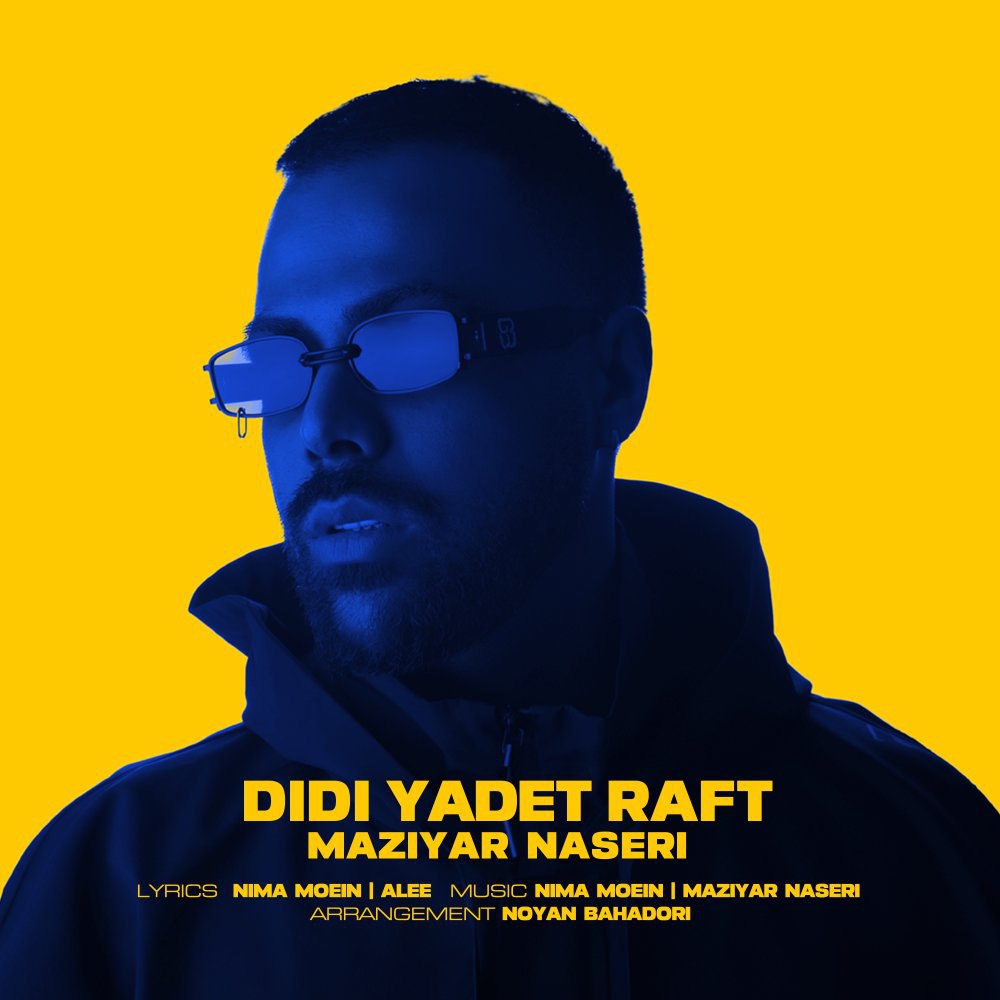 DIDI YADET RAFT
MAZIYAR NASERI
LYRICS NIMA MOEIN | ALEE MUSIC NIMA MOEIN | MAZIYAR NASERI
ARRANGEMENT NOYAN BAHADORI